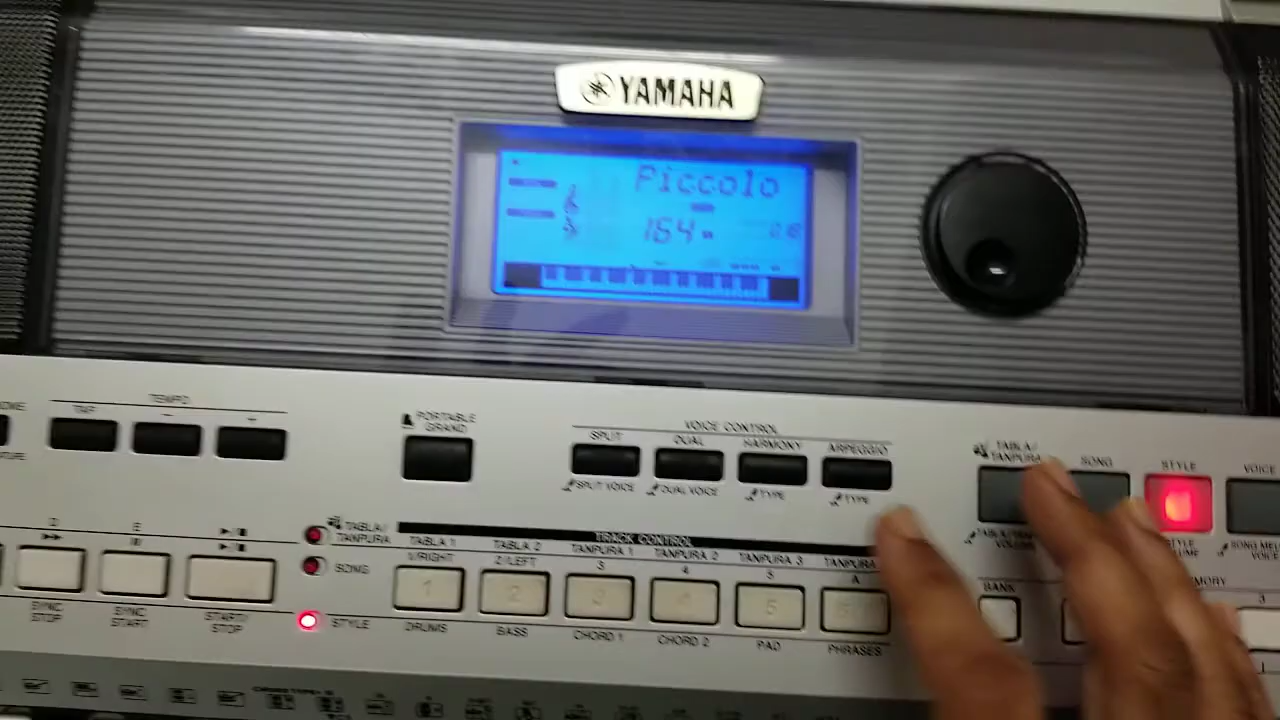 YAMAHA
Piccolo
164
TEMPO
TAP
-
PORTABLE
GRAND
VOICE CONTROL
SPLIT
DUAL
HARMONY
ARPEGGIO
SPLIT VOICE
DUAL VOICE
TYPE
TYPE
TABLA/
TANPURA
SONG
STYLE
VOICE
BANK
D
E
SYNC
STOP
SYNC
START
START/
STOP
TABLA/
TANPURA
SONG
STYLE
TRACK CONTROL
TABLA 1
TABLA 2
TANPURA 1
TANPURA 2
TANPURA 3
TANPURA
1/RIGHT
2/LEFT
3
4
5
A
1
2
3
4
5
DRUMS
BASS
CHORD 1
CHORD 2
PAD
PHRASES